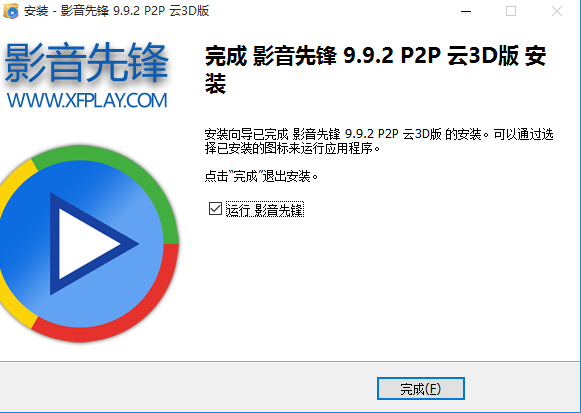 安装 - 影音先锋 9.9.2 P2P 云3D版
影音先锋
WWW.XFPLAY.COM
完成 影音先锋 9.9.2 P2P 云3D版 安
装
安装向导已完成 影音先锋 9.9.2 P2P 云3D版 的安装。可以通过选
择已安装的图标来运行应用程序。
点击“完成”退出安装。
运行 影音先锋
完成(F)